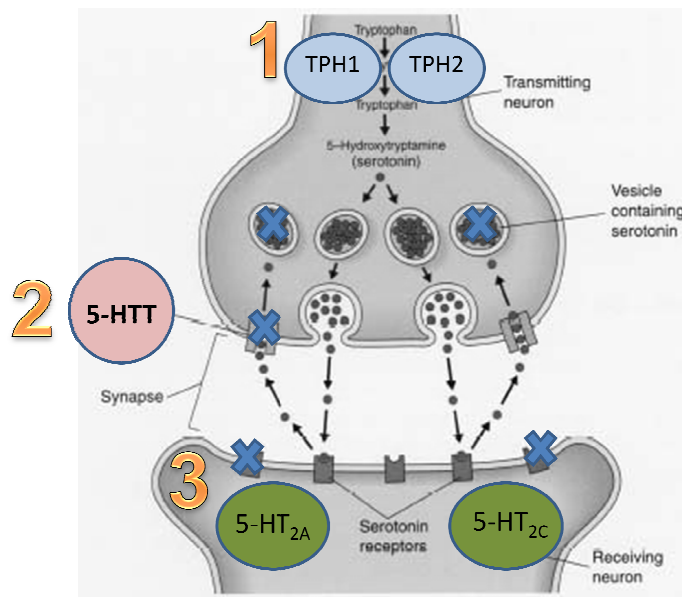 1
Tryptophan
TPH1
TPH2
Tryptophan
Transmitting
neuron
5–Hydroxytryptamine
(serotonin)
Vesicle
containing
serotonin
2
5-HTT
Synapse
3
5-HT2A
Serotonin
receptors
5-HT2C
Receiving
neuron